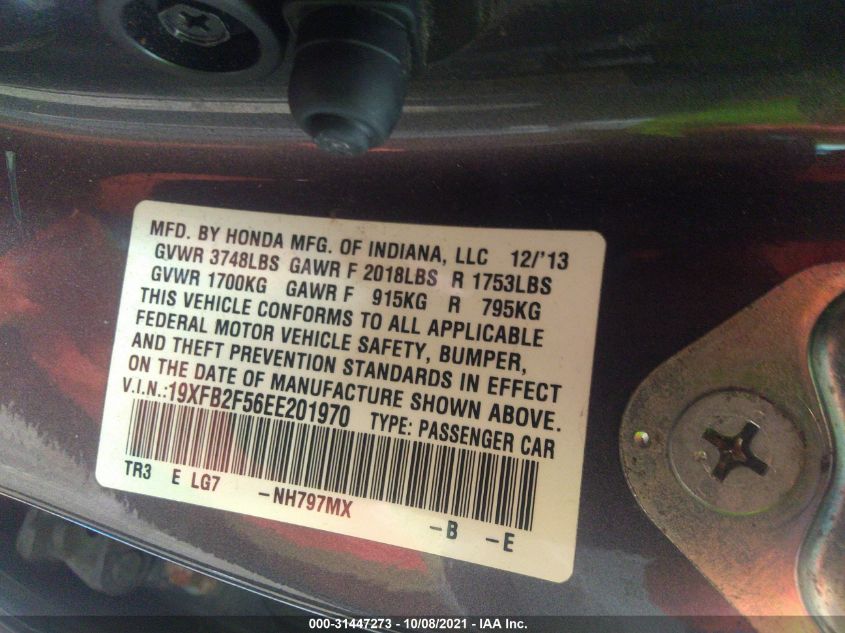 MFD. BY HONDA MFG. OF INDIANA, LLC 12/'13
GVWR 3748LBS GAWR F 2018LBS R 1753LBS
GVWR 1700KG GAWR F 915KG R 795KG
THIS VEHICLE CONFORMS TO ALL APPLICABLE
FEDERAL MOTOR VEHICLE SAFETY, BUMPER,
AND THEFT PREVENTION STANDARDS IN EFFECT
ON THE DATE OF MANUFACTURE SHOWN ABOVE.
V.I.N.:19XFB2F56EE201970 TYPE: PASSENGER CAR
TR3 E LG7 -NH797MX -B -E
000-31447273 - 10/08/2021 - IAA Inc.